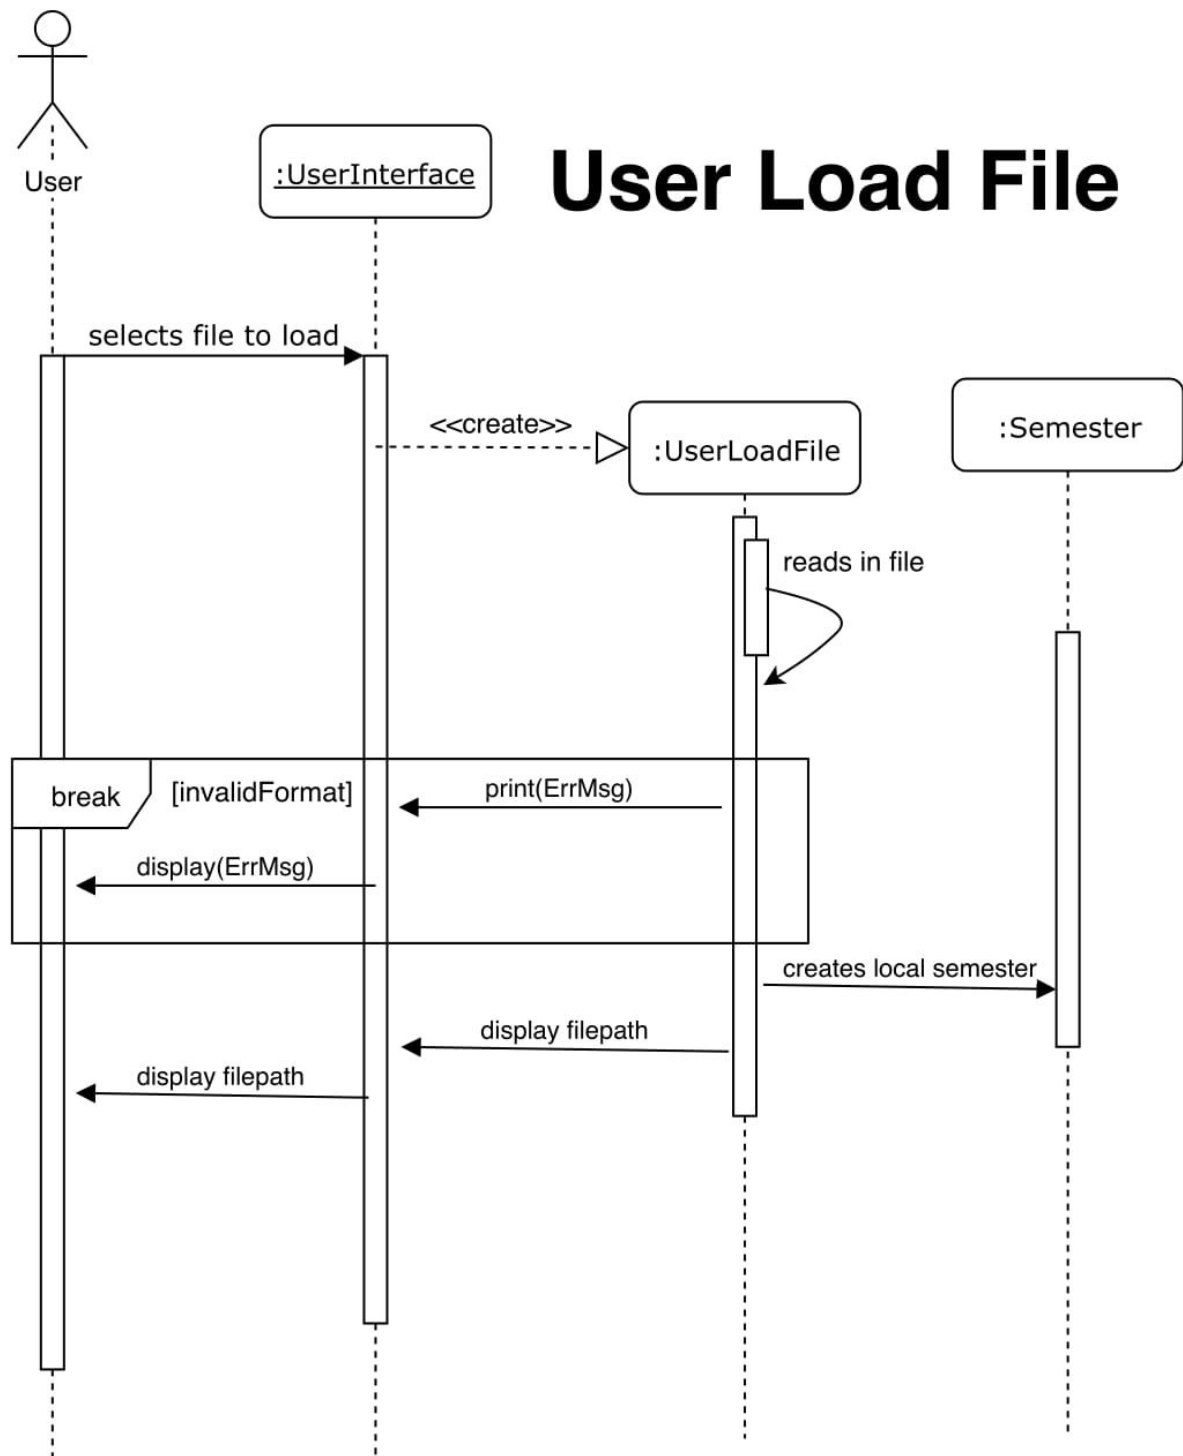 User
:UserInterface
User Load File
selects file to load
<<create>>
:UserLoadFile
:Semester
reads in file
break
[invalidFormat]
print(ErrMsg)
display(ErrMsg)
creates local semester
display filepath
display filepath